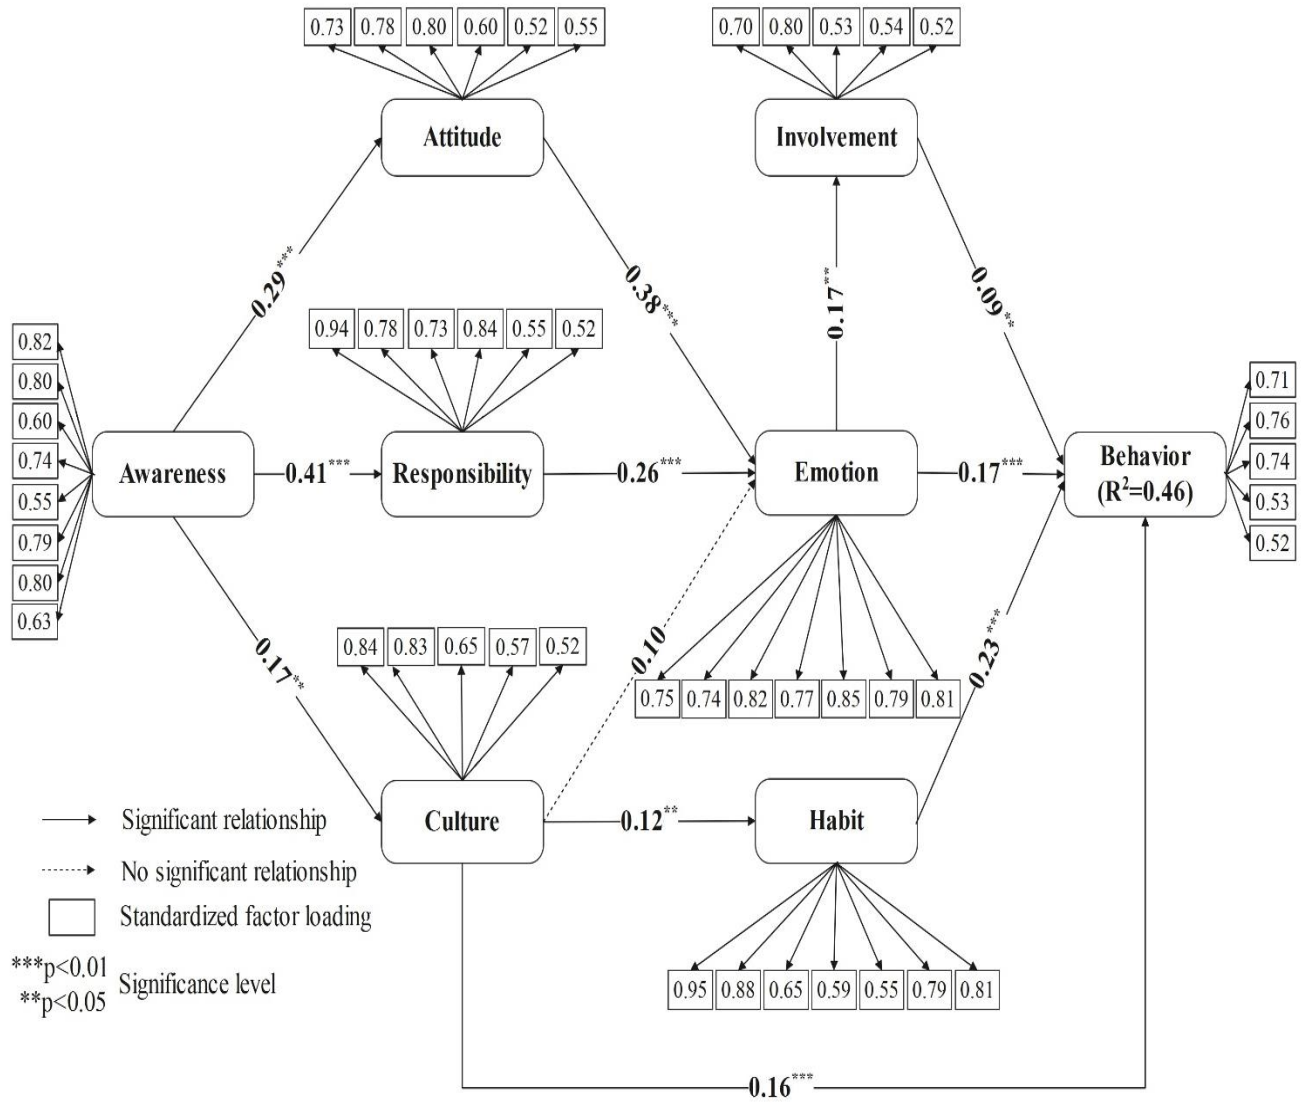 0.73 0.78 0.80 0.60 0.52 0.55
0.70 0.80 0.53 0.54 0.52
Attitude
Involvement
0.29***
0.38***
0.17**
0.09**
0.94 0.78 0.73 0.84 0.55 0.52
0.82
0.80
0.60
0.74
0.55
0.79
0.80
0.63
Awareness
0.41***
Responsibility
0.26***
Emotion
0.17***
Behavior
(R²=0.46)
0.71
0.76
0.74
0.53
0.52
0.17**
0.10
0.23***
0.84 0.83 0.65 0.57 0.52
0.75 0.74 0.82 0.77 0.85 0.79 0.81
Culture
0.12**
Habit
0.95 0.88 0.65 0.59 0.55 0.79 0.81
0.16***
Significant relationship
No significant relationship
Standardized factor loading
***p<0.01
**p<0.05
Significance level